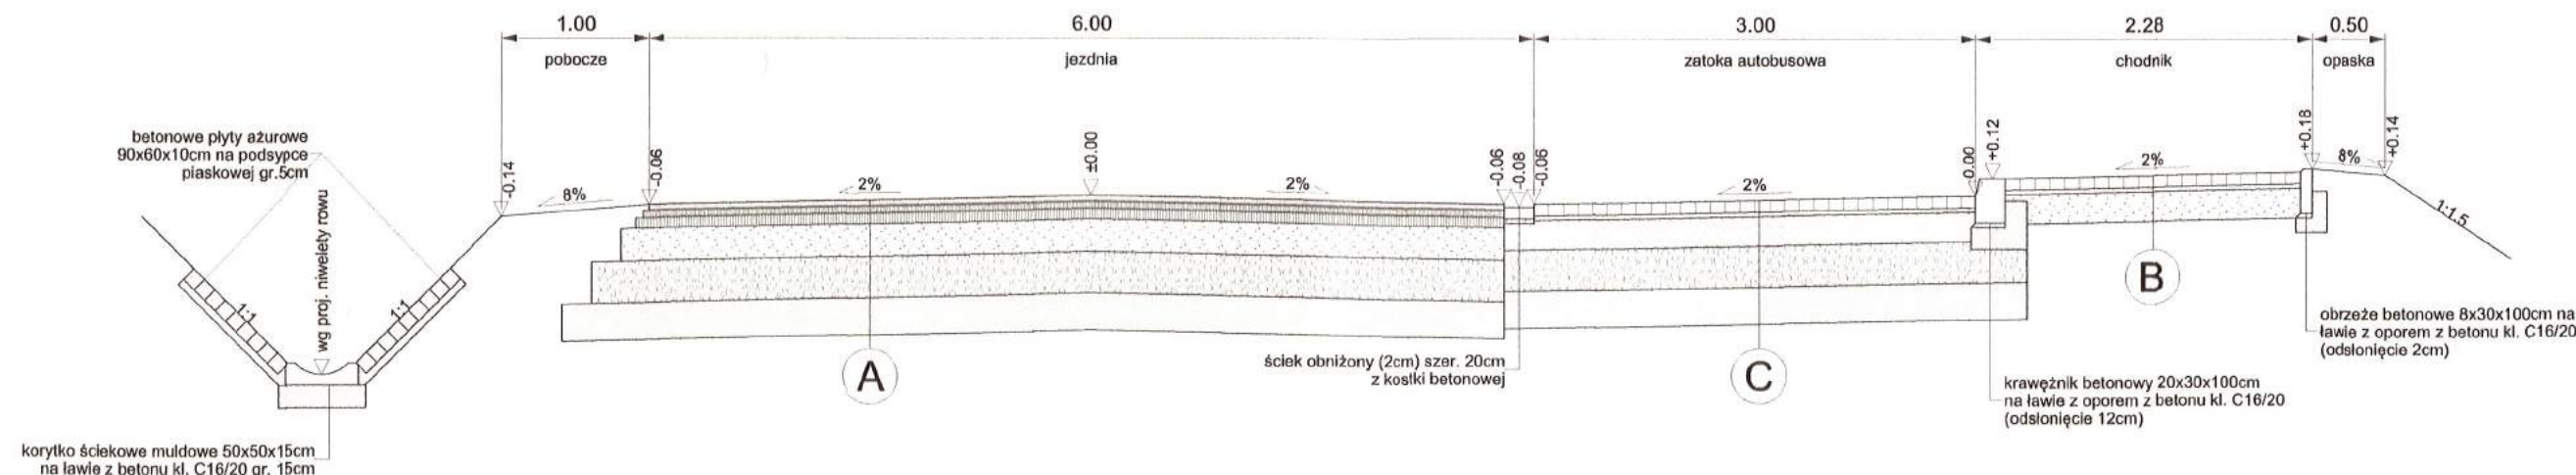 1.00
6.00
3.00
2.28
0.50
pobocze
jezdnia
zatoka autobusowa
chodnik
opaska
betonowe płyty ażurowe
90x60x10cm na podsypce
piaskowej gr.5cm
wg proj. niwelety rowu
1:1
1:1
-0.14
8%
-0.06
2%
±0.00
2%
-0.06
-0.08
-0.06
2%
0.00
+0.12
2%
+0.18
8%
+0.14
1:1.5
A
C
B
ściek obniżony (2cm) szer. 20cm
z kostki betonowej
obrzeże betonowe 8x30x100cm na
ławie z oporem z betonu kl. C16/20
(odsłonięcie 2cm)
krawężnik betonowy 20x30x100cm
na ławie z oporem z betonu kl. C16/20
(odsłonięcie 12cm)
korytko ściekowe muldowe 50x50x15cm
na ławie z betonu kl. C16/20 gr. 15cm